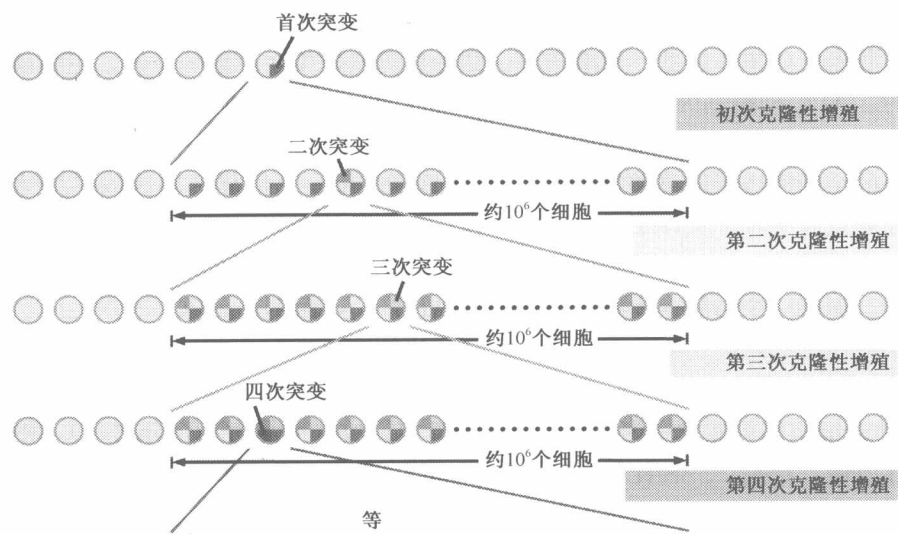 首次突变
初次克隆性增殖
二次突变
约10⁶个细胞
第二次克隆性增殖
三次突变
约10⁶个细胞
第三次克隆性增殖
四次突变
约10⁶个细胞
第四次克隆性增殖
等